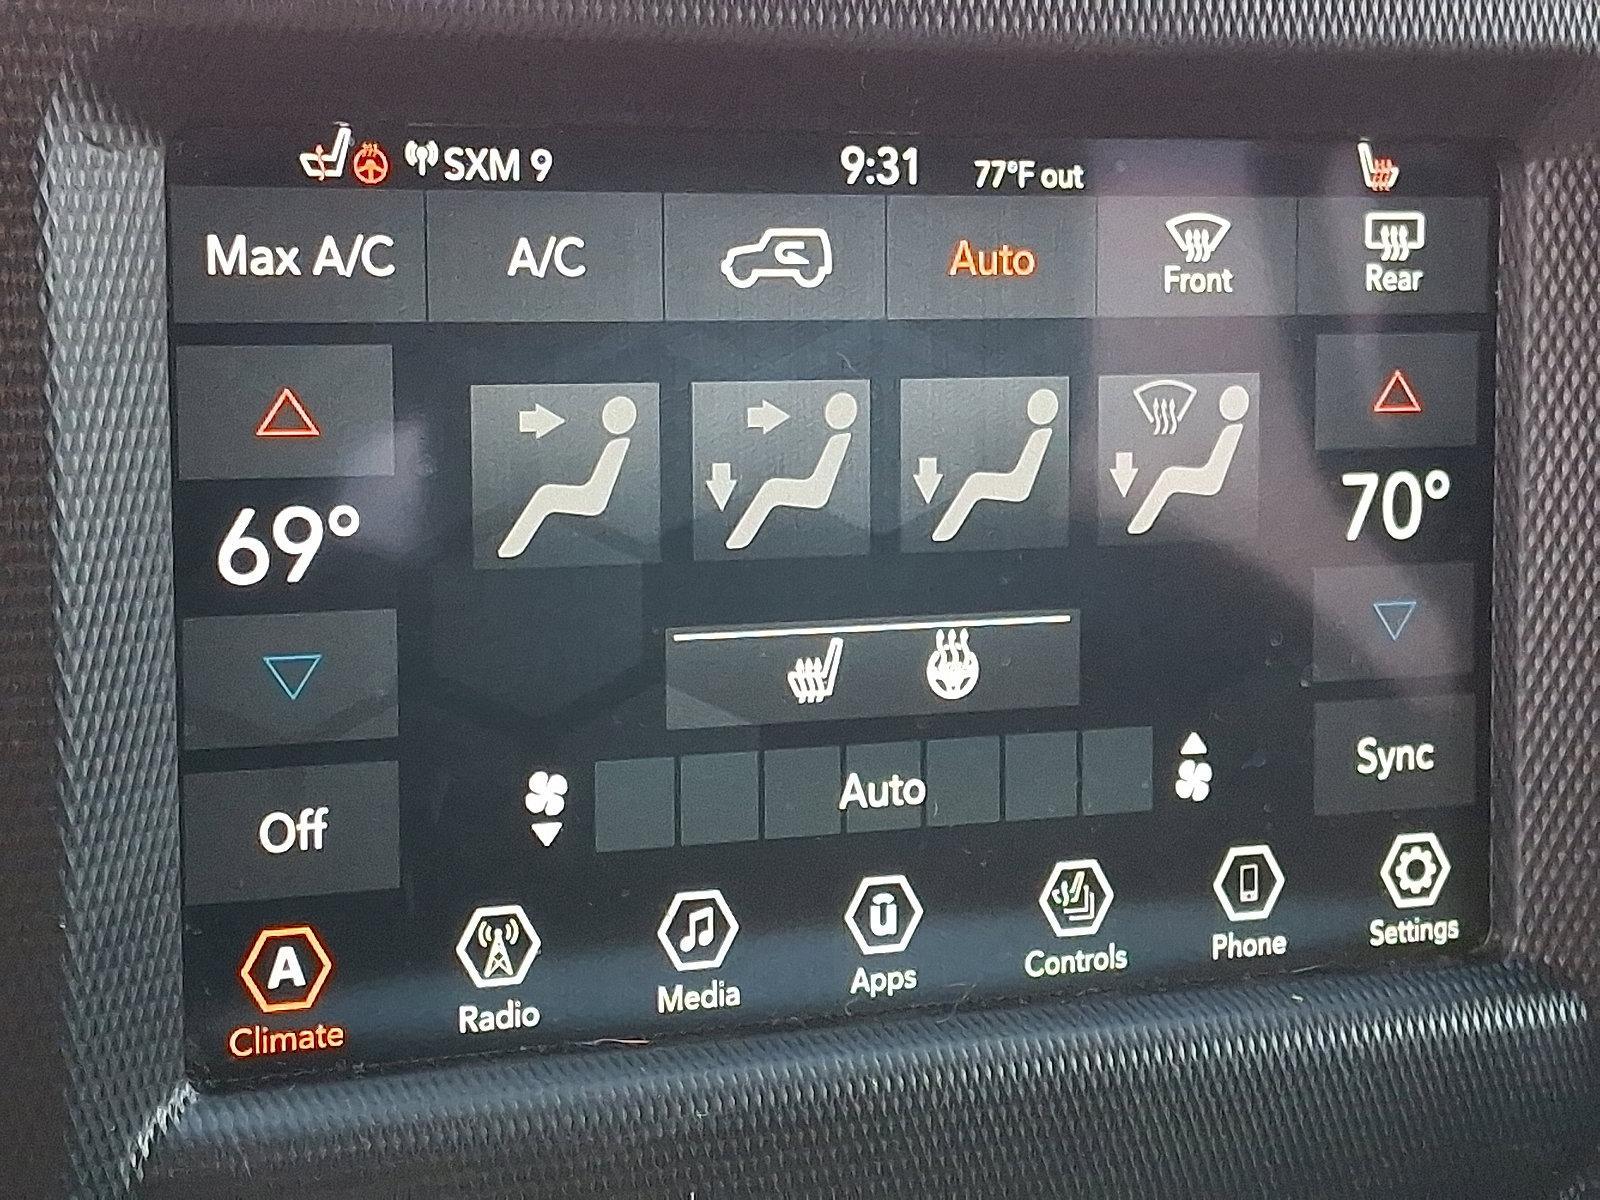 SXM 9 9:31 77°F out
Max A/C A/C Auto Front Rear
69° 70°
Off Auto Sync
A
Climate Radio Media Apps Controls Phone Settings